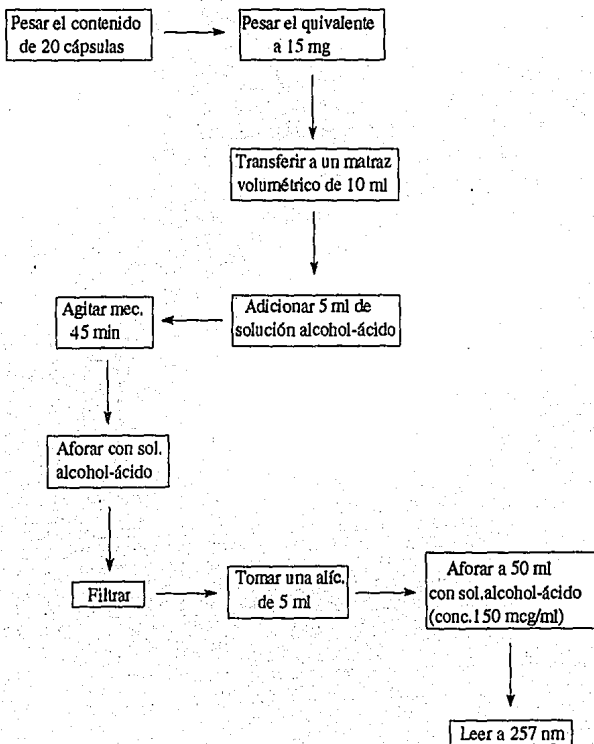 Pesar el contenido
de 20 cápsulas
Pesar el quivalente
a 15 mg
Transferir a un matraz
volumétrico de 10 ml
Adicionar 5 ml de
solución alcohol-ácido
Agitar mec.
45 min
Aforar con sol.
alcohol-ácido
Filtrar
Tomar una alíc.
de 5 ml
Aforar a 50 ml
con sol.alcohol-ácido
(conc.150 mcg/ml)
Leer a 257 nm